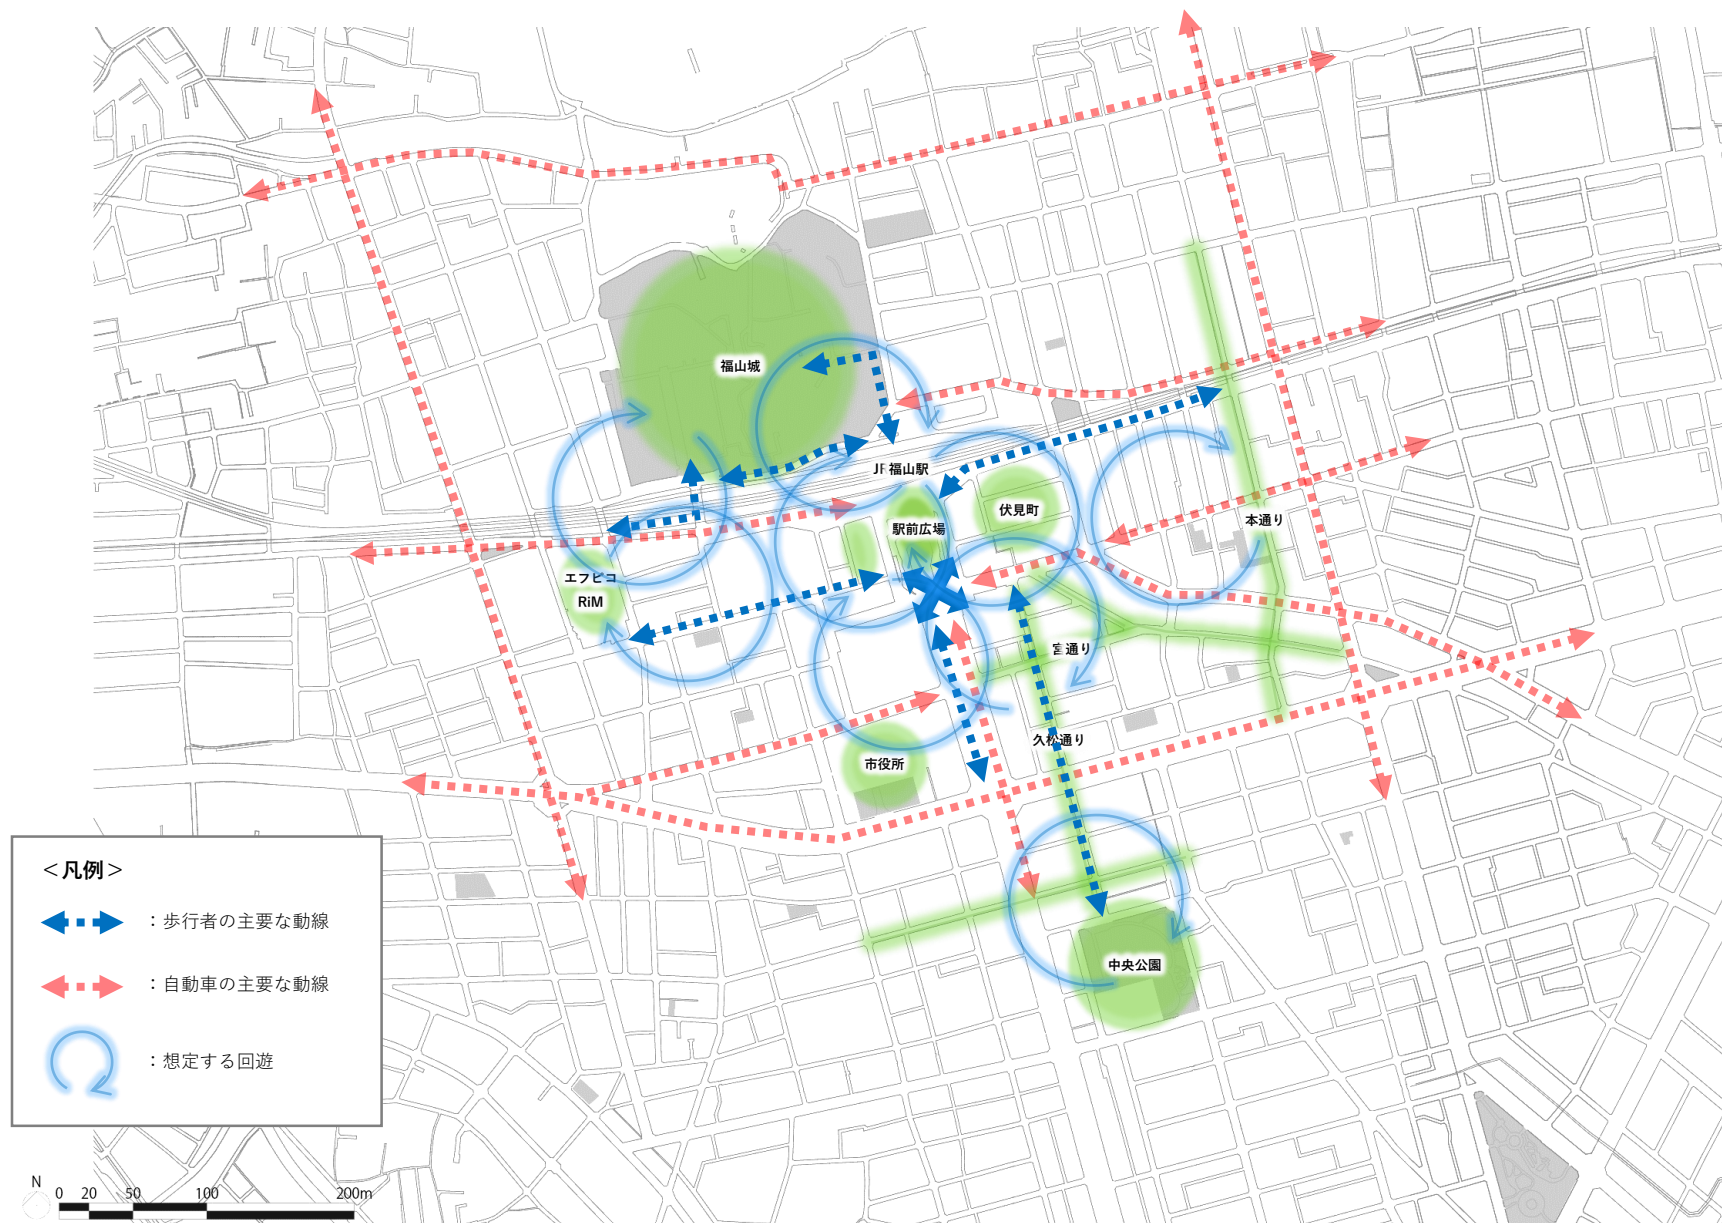 福山城
JR福山駅
伏見町
駅前広場
本通り
エフピコ
RiM
宮通り
久松通り
市役所
中央公園
＜凡例＞
：歩行者の主要な動線
：自動車の主要な動線
：想定する回遊
N
0 20 50 100 200m